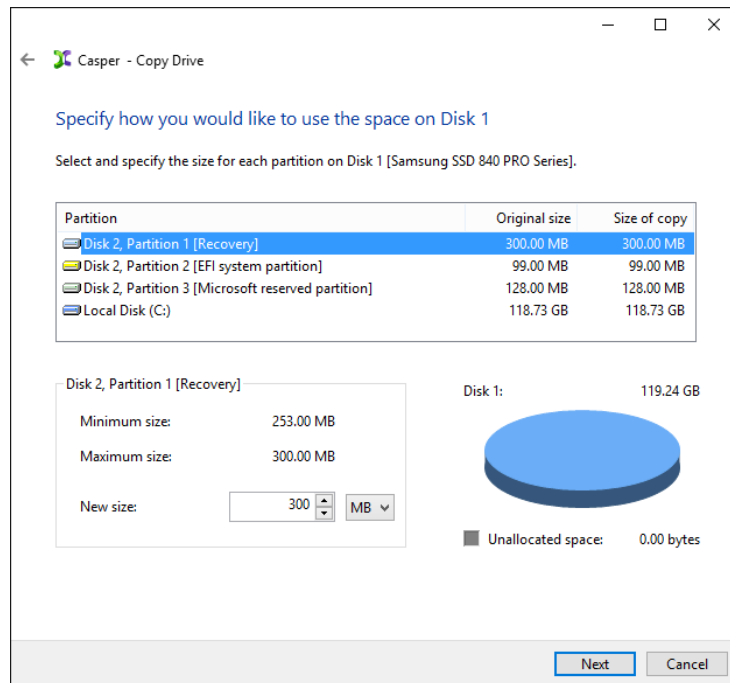 Casper - Copy Drive
Specify how you would like to use the space on Disk 1
Select and specify the size for each partition on Disk 1 [Samsung SSD 840 PRO Series].
Partition Original size Size of copy
Disk 2, Partition 1 [Recovery] 300.00 MB 300.00 MB
Disk 2, Partition 2 [EFI system partition] 99.00 MB 99.00 MB
Disk 2, Partition 3 [Microsoft reserved partition] 128.00 MB 128.00 MB
Local Disk (C:) 118.73 GB 118.73 GB
Disk 2, Partition 1 [Recovery]
Minimum size: 253.00 MB
Maximum size: 300.00 MB
New size: 300 MB
Disk 1: 119.24 GB
Unallocated space: 0.00 bytes
Next Cancel